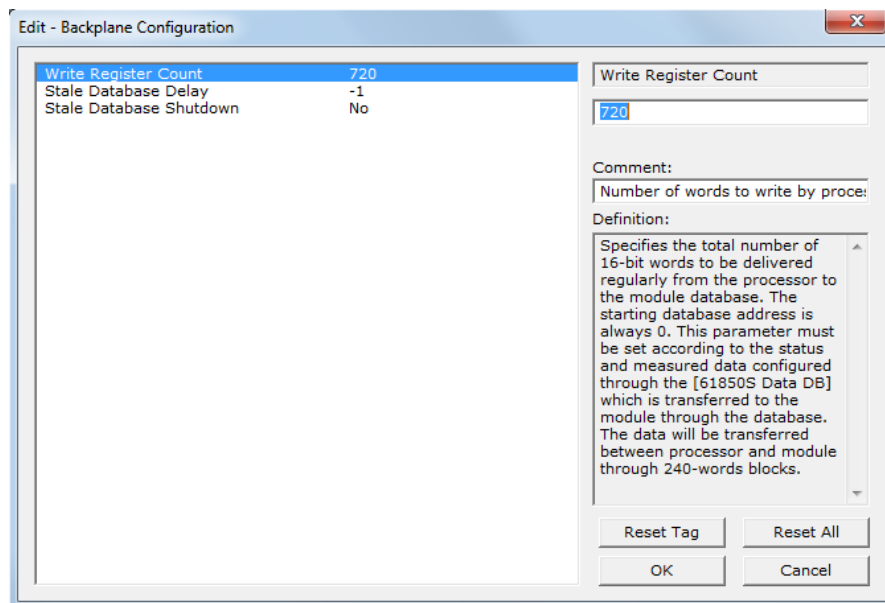 Edit - Backplane Configuration
Write Register Count 720
Stale Database Delay -1
Stale Database Shutdown No
Write Register Count
720
Comment:
Number of words to write by
Definition:
Specifies the total number of
16-bit words to be delivered
regularly from the processor to
the module database. The
starting database address is
always 0. This parameter must
be set according to the status
and measured data configured
through the [61850S Data DB]
which is transferred to the
module through the database.
The data will be transferred
between processor and module
through 240-words blocks.
Reset Tag Reset All
OK Cancel